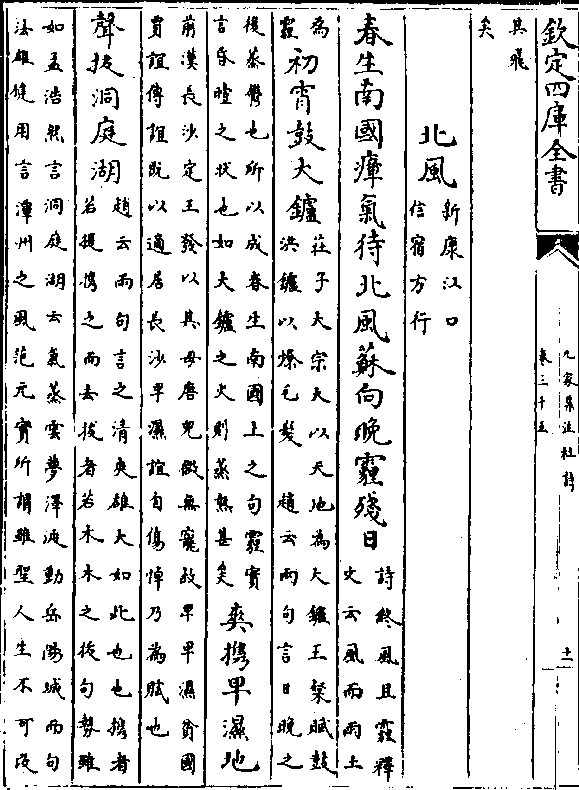 欽定四庫全書
九家集注杜詩
卷三十五
十一
其飛
矣
北風
新康江口
信宿方行
春生南國瘴氣待北風蘇向晚霾殘日
詩終風且霾釋
文云風而雨土
為
霾
初宵鼓大鑪
莊子大宗夫以天地為大鑪王粲賦鼓
洪鑪以燎毛髮 趙云兩句言日晚之
後蒸鬱也所以成春生南國上之句霾實
言昏曀之狀也如大鑪之火則蒸熱甚矣
爽攜卑濕地
前漢長沙定王發以其母唐兒微無寵故卑卑濕貧國
賈誼傳誼既以適居長沙卑濕誼自傷悼乃為賦也
聲拔洞庭湖
趙云兩句言之清爽雄大如此也也攜者
若提攜之而去拔者若木木之拔句勢雖
如孟浩然言洞庭湖云氣蒸雲夢澤波動岳陽城而句
法雄健用言潭州之風范元實所謂雖聖人生不可改